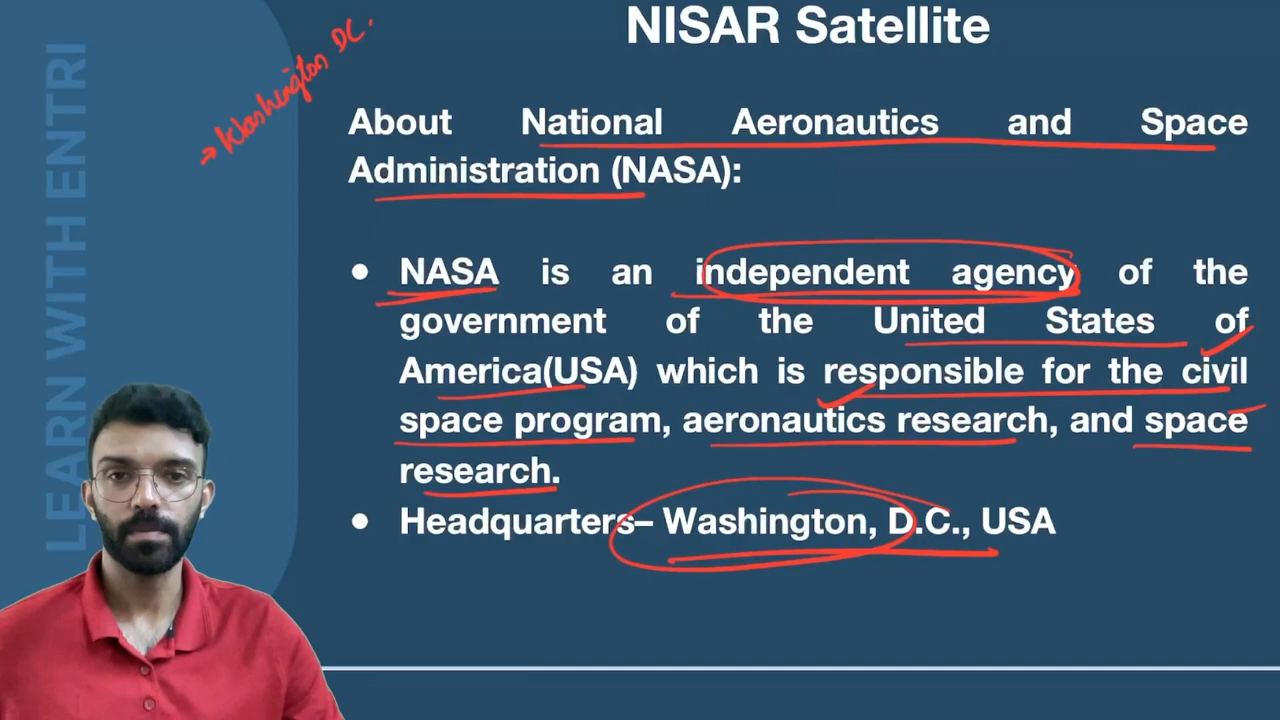 NISAR Satellite
→ Washington DC.
LEARN WITH ENTRI
About National Aeronautics and Space
Administration (NASA):
• NASA is an independent agency of the
government of the United States of
America(USA) which is responsible for the civil
space program, aeronautics research, and space
research.
• Headquarters– Washington, D.C., USA